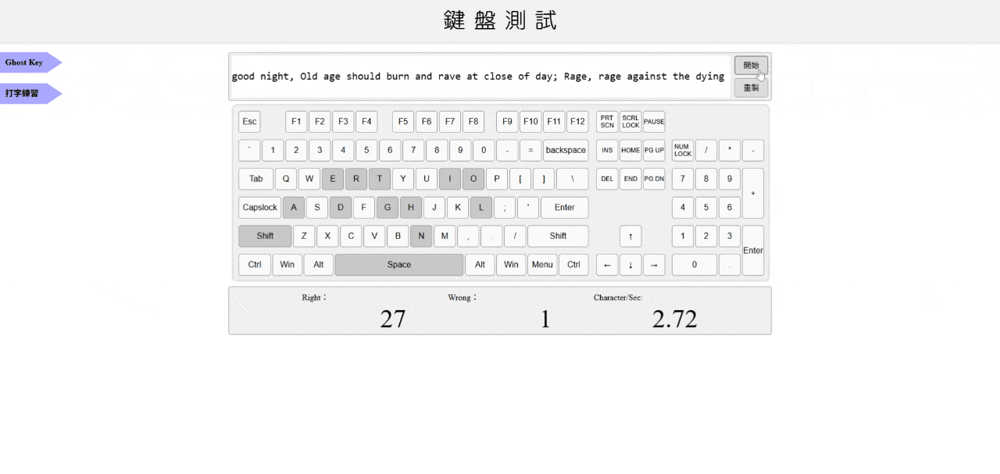 鍵盤測試
Ghost Key
打字練習
good night, Old age should burn and rave at close of day; Rage, rage against the dying
開始
重製
Esc F1 F2 F3 F4 F5 F6 F7 F8 F9 F10 F11 F12 PRT SCN SCRL LOCK PAUSE
` 1 2 3 4 5 6 7 8 9 0 - = backspace INS HOME PG UP NUM LOCK / * -
Tab Q W E R T Y U I O P [ ] \ DEL END PG DN 7 8 9 +
Capslock A S D F G H J K L ; ' Enter 4 5 6
Shift Z X C V B N M , . / Shift ↑ 1 2 3 Enter
Ctrl Win Alt Space Alt Win Menu Ctrl ← ↓ → 0 .
Right： Wrong： Character/Sec:
27 1 2.72